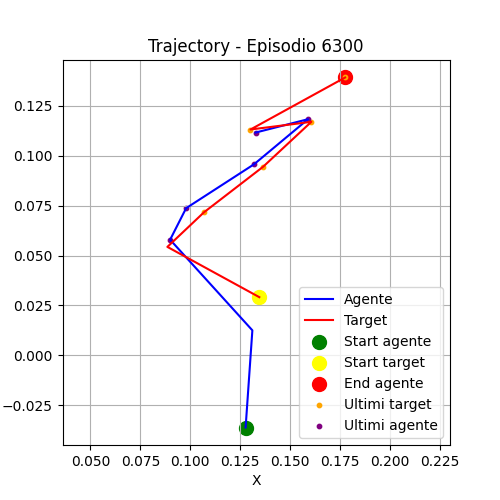 Trajectory - Episodio 6300
0.125
0.100
0.075
0.050
0.025
0.000
−0.025
0.050 0.075 0.100 0.125 0.150 0.175 0.200 0.225
X
Agente
Target
Start agente
Start target
End agente
Ultimi target
Ultimi agente